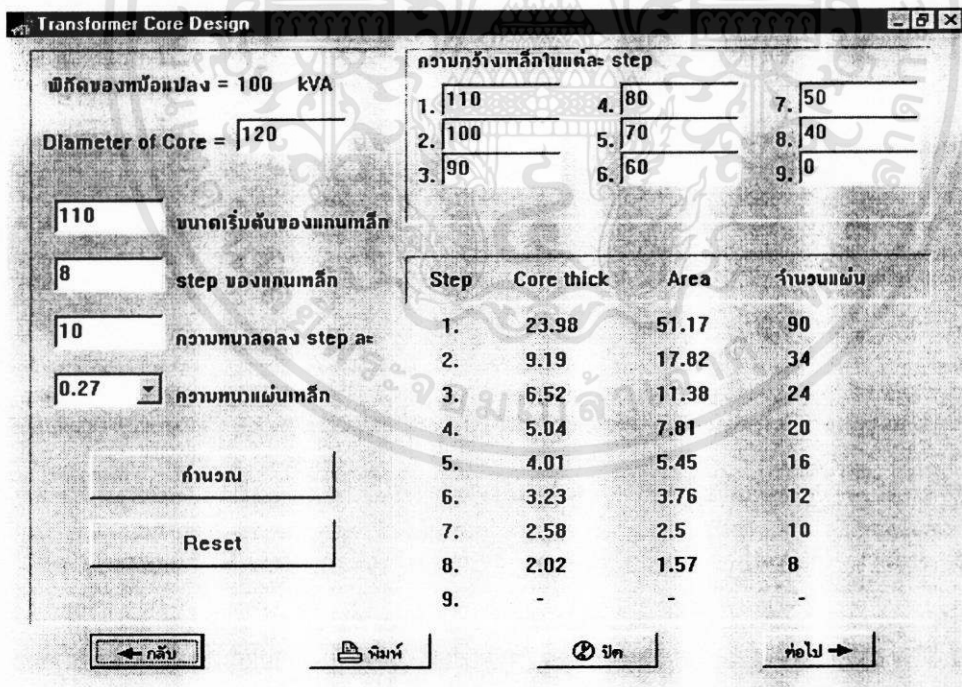 Transformer Core Design
พิกัดของหม้อแปลง = 100 kVA
Diameter of Core = 120
110 ขนาดเริ่มต้นของแกนเหล็ก
8 step ของแกนเหล็ก
10 ความหนาลดลง step ละ
0.27 ความหนาแผ่นเหล็ก
คำนวณ
Reset
ความกว้างเหล็กในแต่ละ step
1. 110 4. 80 7. 50
2. 100 5. 70 8. 40
3. 90 6. 60 9. 0
Step Core thick Area จำนวนแผ่น
1. 23.98 51.17 90
2. 9.19 17.82 34
3. 6.52 11.38 24
4. 5.04 7.81 20
5. 4.01 5.45 16
6. 3.23 3.76 12
7. 2.58 2.5 10
8. 2.02 1.57 8
9. - - -
กลับ พิมพ์ ปิด ต่อไป